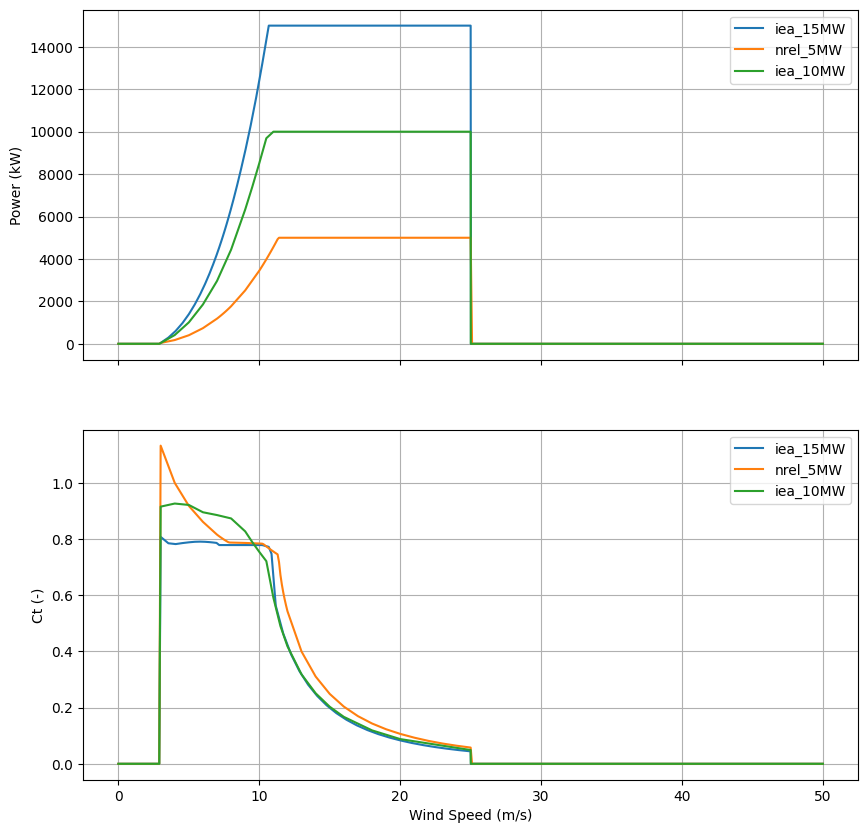 14000
12000
10000
8000
6000
4000
2000
0
Power (kW)
iea_15MW
nrel_5MW
iea_10MW
1.0
0.8
0.6
0.4
0.2
0.0
Ct (-)
iea_15MW
nrel_5MW
iea_10MW
0 10 20 30 40 50
Wind Speed (m/s)